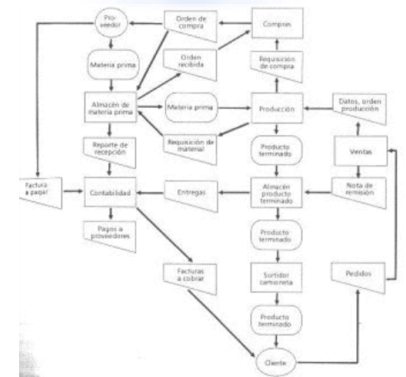 Pro-
veedor
Orden de
compra
Compras
Materia prima
Orden
recibida
Requisición
de compra
Almacén de
materia prima
Materia prima
Producción
Datos, orden
producción
Reporte de
recepción
Requisición de
material
Producto
terminado
Ventas
Factura
a pagar
Contabilidad
Entregas
Almacén
producto
terminado
Nota de
remisión
Pagos a
proveedores
Producto
terminado
Facturas
a cobrar
Surtidor
camioneta
Pedidos
Producto
terminado
Cliente